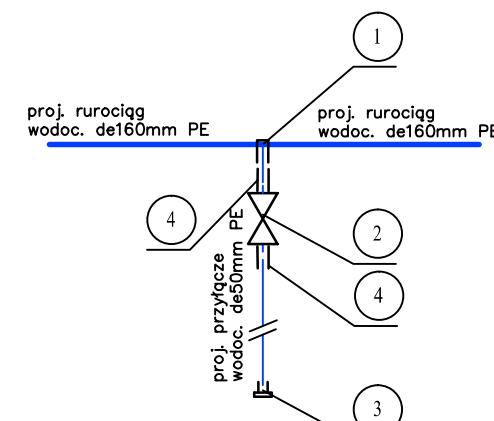 1
proj. rurociąg
wodoc. de160mm PE
proj. rurociąg
wodoc. de160mm PE
4
2
proj. przyłącze
wodoc. de50mm PE
4
3